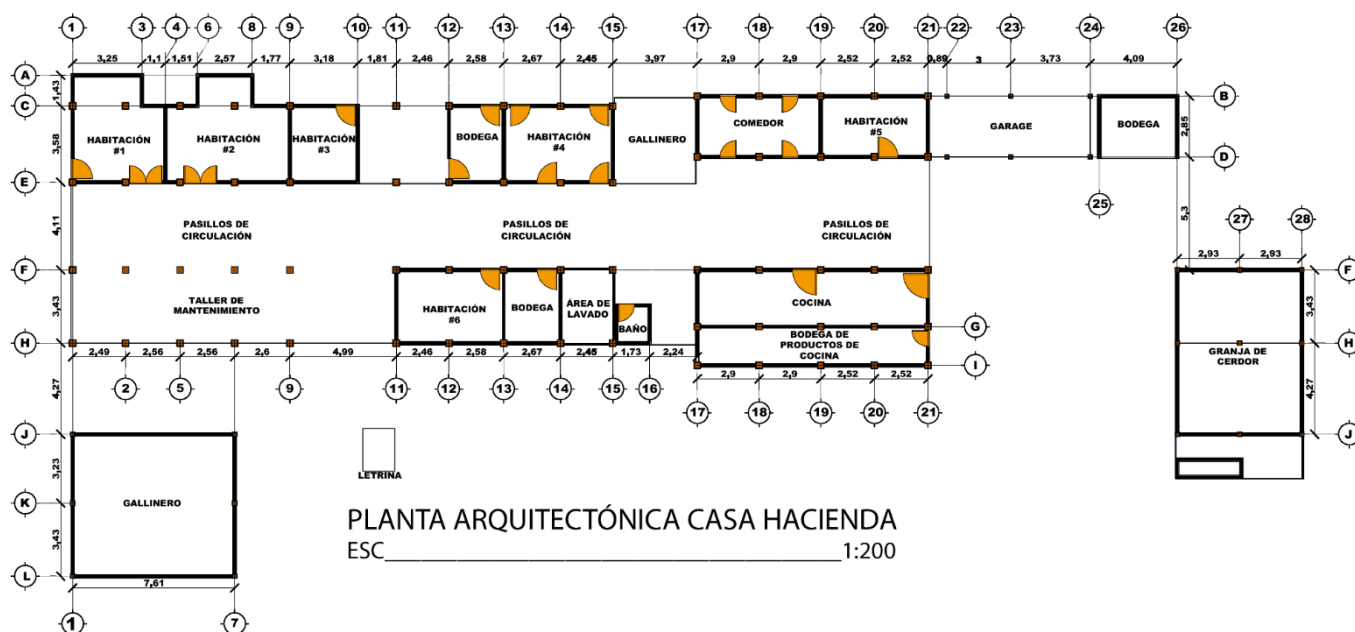 1 3 4 6 8 9 10 11 12 13 14 15 17 18 19 20 21 22 23 24 26
3,25 1,1 1,51 2,57 1,77 3,18 1,81 2,46 2,58 2,67 2,45 3,97 2,9 2,9 2,52 2,52 0,89 3 3,73 4,09
A
1,43
C
B
HABITACIÓN
#1
HABITACIÓN
#2
HABITACIÓN
#3
BODEGA
HABITACIÓN
#4
GALLINERO
COMEDOR
HABITACIÓN
#5
GARAGE
BODEGA
3,58
2,85
D
E
25
5,3
27 28
4,11
PASILLOS DE
CIRCULACIÓN
PASILLOS DE
CIRCULACIÓN
PASILLOS DE
CIRCULACIÓN
2,93 2,93
F
F
3,43
TALLER DE
MANTENIMIENTO
HABITACIÓN
#6
BODEGA
ÁREA DE
LAVADO
BAÑO
COCINA
BODEGA DE
PRODUCTOS DE
COCINA
G
3,43
H
H
GRANJA DE
CERDOR
I
2,49 2,56 2,56 2,6 4,99 2,46 2,58 2,67 2,45 1,73 2,24
2,9 2,9 2,52 2,52
2 5 9 11 12 13 14 15 16
17 18 19 20 21
4,27
4,27
J
J
3,23
GALLINERO
LETRINA
K
3,43
L
7,61
1 7
PLANTA ARQUITECTÓNICA CASA HACIENDA
ESC________________________________________1:200